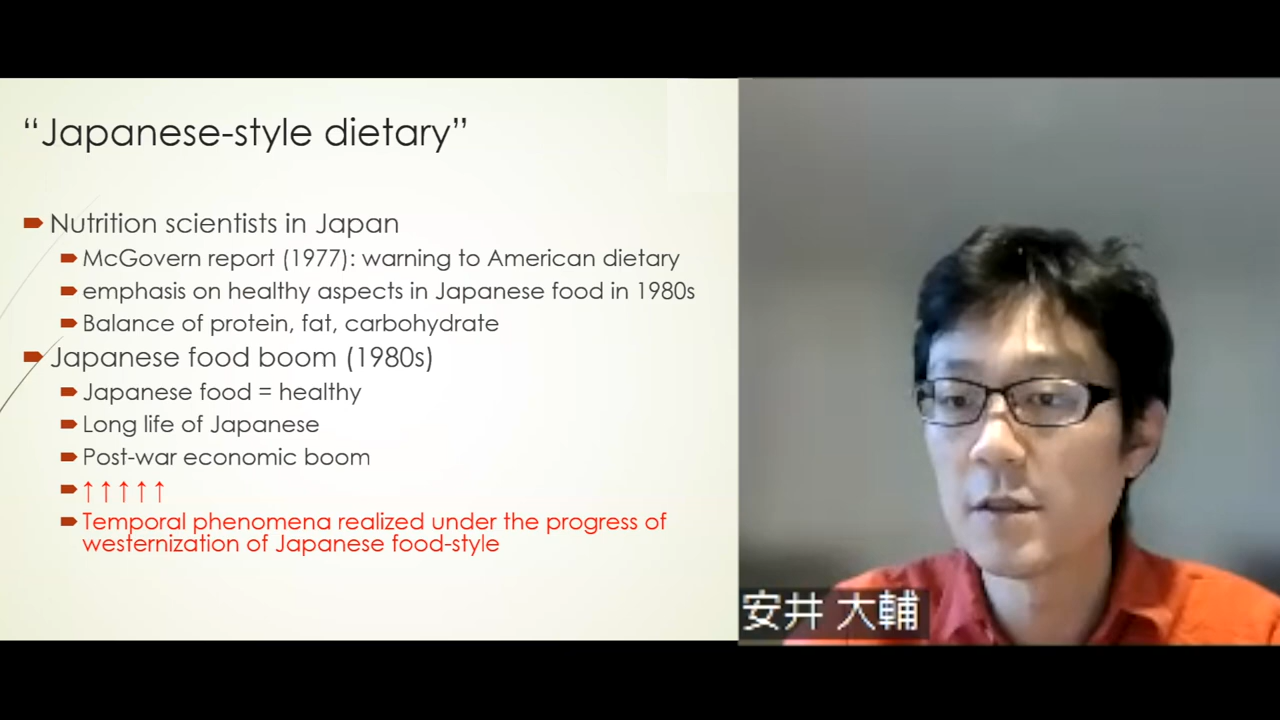 “Japanese-style dietary”
Nutrition scientists in Japan
McGovern report (1977): warning to American dietary
emphasis on healthy aspects in Japanese food in 1980s
Balance of protein, fat, carbohydrate
Japanese food boom (1980s)
Japanese food = healthy
Long life of Japanese
Post-war economic boom
↑↑↑↑↑
Temporal phenomena realized under the progress of
westernization of Japanese food-style
安井 大輔